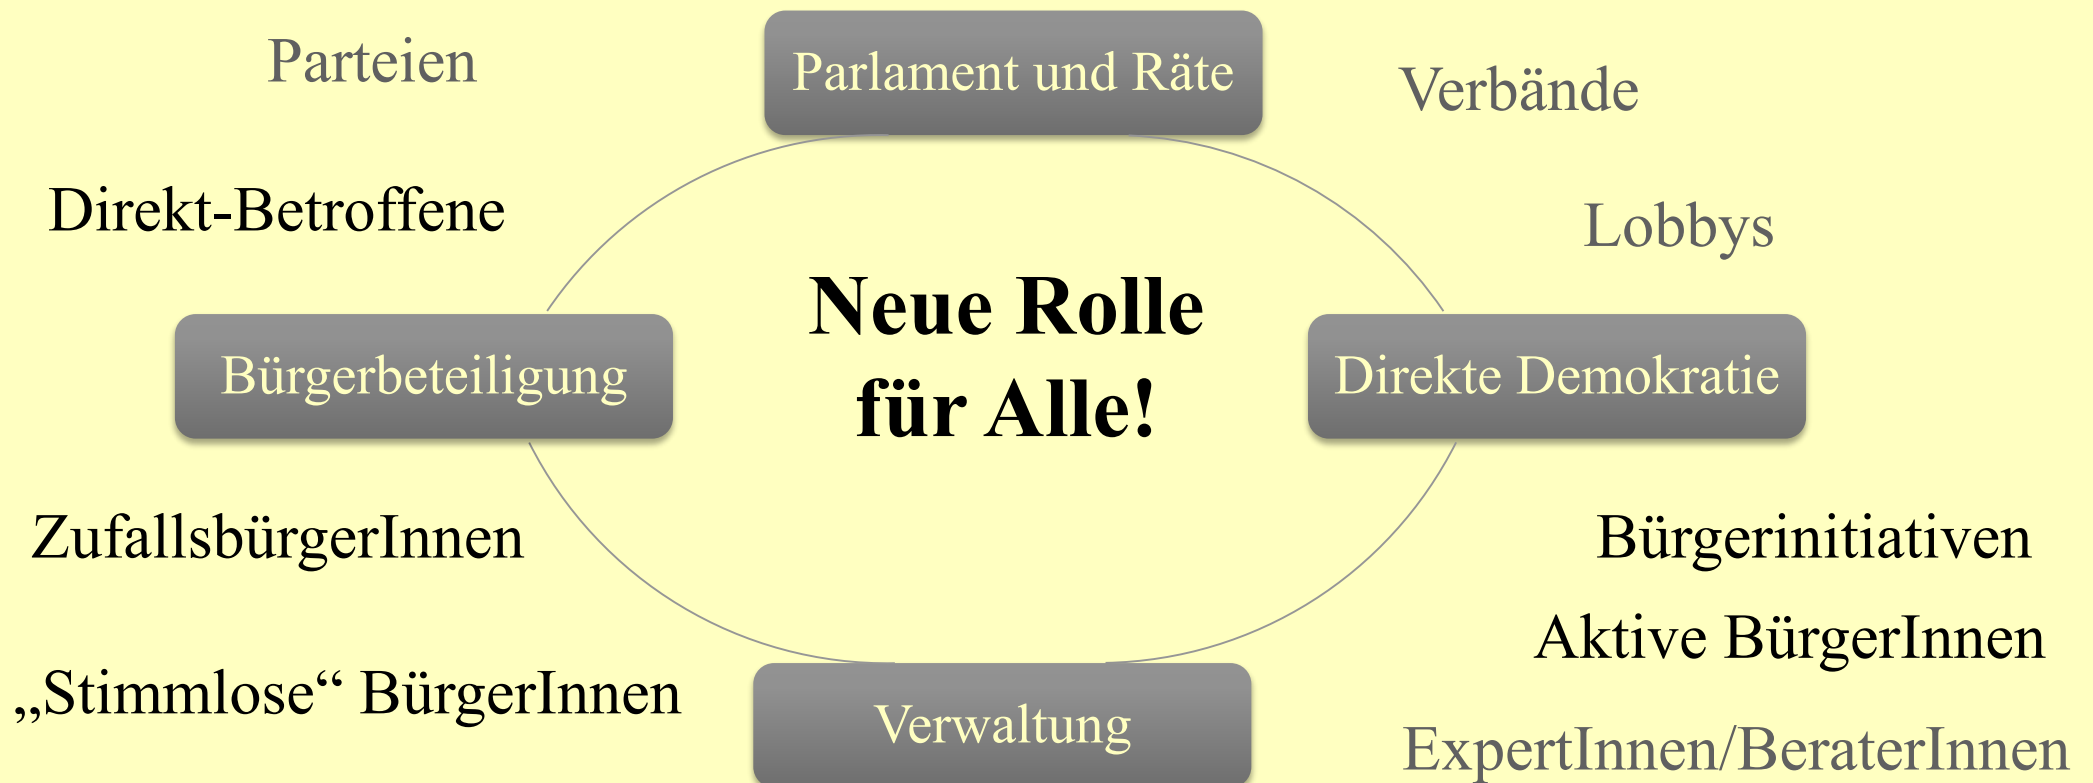 Parteien
Parlament und Räte
Verbände
Direkt-Betroffene
Lobbys
Neue Rolle
für Alle!
Bürgerbeteiligung
Direkte Demokratie
ZufallsbürgerInnen
Bürgerinitiativen
Aktive BürgerInnen
„Stimmlose“ BürgerInnen
Verwaltung
ExpertInnen/BeraterInnen